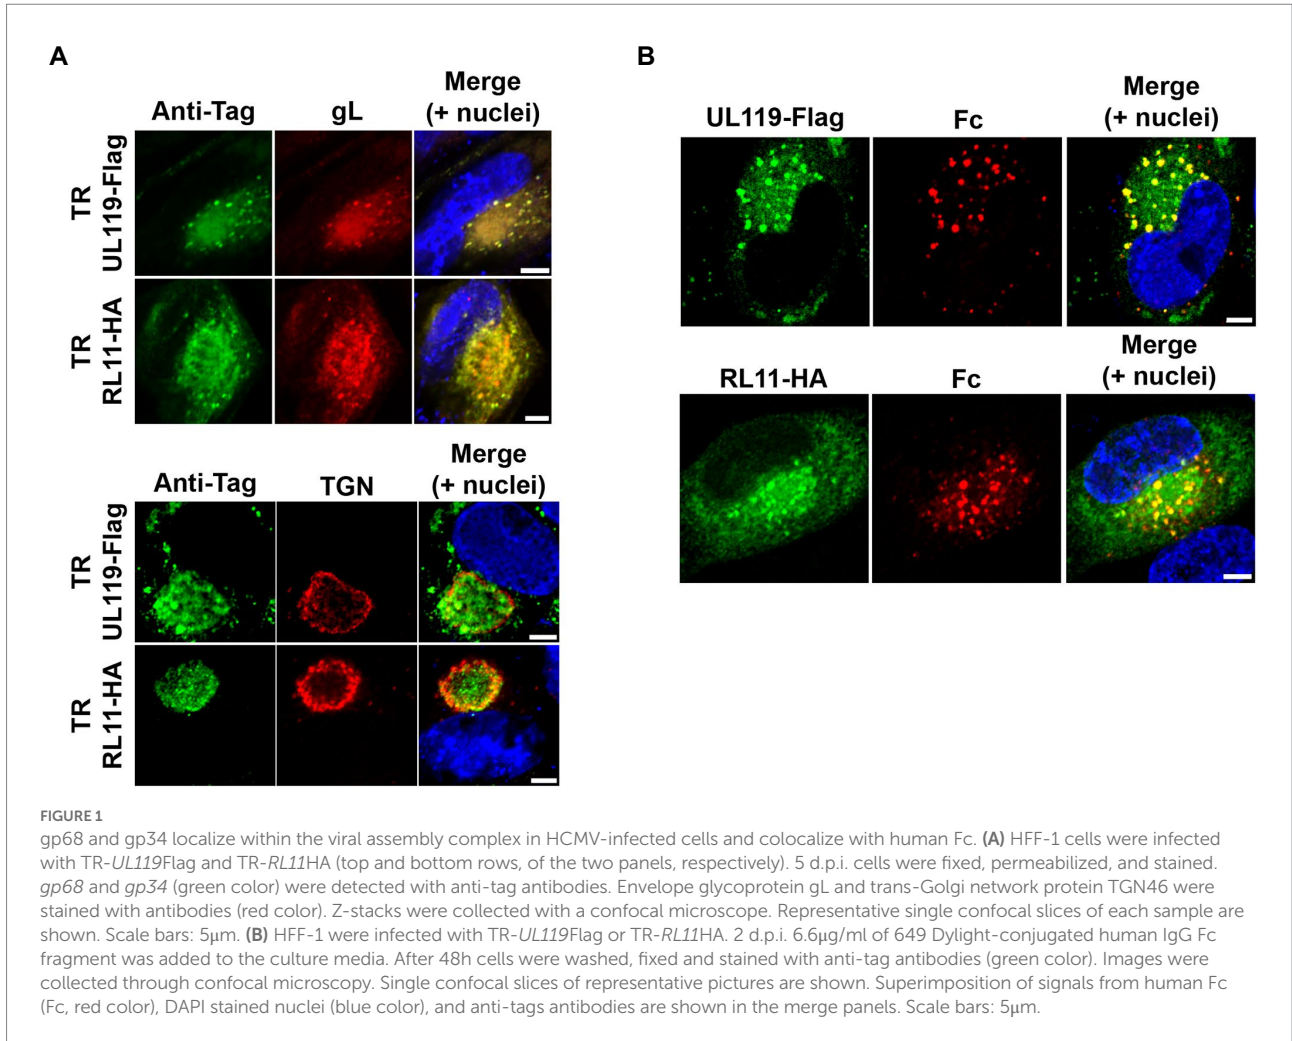 A
Anti-Tag gL Merge
(+ nuclei)
TR
UL119-Flag
TR
RL11-HA
Anti-Tag TGN Merge
(+ nuclei)
TR
UL119-Flag
TR
RL11-HA
B
UL119-Flag Fc Merge
(+ nuclei)
RL11-HA Fc Merge
(+ nuclei)
FIGURE 1
gp68 and gp34 localize within the viral assembly complex in HCMV-infected cells and colocalize with human Fc. (A) HFF-1 cells were infected
with TR-UL119Flag and TR-RL11HA (top and bottom rows, of the two panels, respectively). 5 d.p.i. cells were fixed, permeabilized, and stained.
gp68 and gp34 (green color) were detected with anti-tag antibodies. Envelope glycoprotein gL and trans-Golgi network protein TGN46 were
stained with antibodies (red color). Z-stacks were collected with a confocal microscope. Representative single confocal slices of each sample are
shown. Scale bars: 5μm. (B) HFF-1 were infected with TR-UL119Flag or TR-RL11HA. 2 d.p.i. 6.6μg/ml of 649 Dylight-conjugated human IgG Fc
fragment was added to the culture media. After 48h cells were washed, fixed and stained with anti-tag antibodies (green color). Images were
collected through confocal microscopy. Single confocal slices of representative pictures are shown. Superimposition of signals from human Fc
(Fc, red color), DAPI stained nuclei (blue color), and anti-tags antibodies are shown in the merge panels. Scale bars: 5μm.